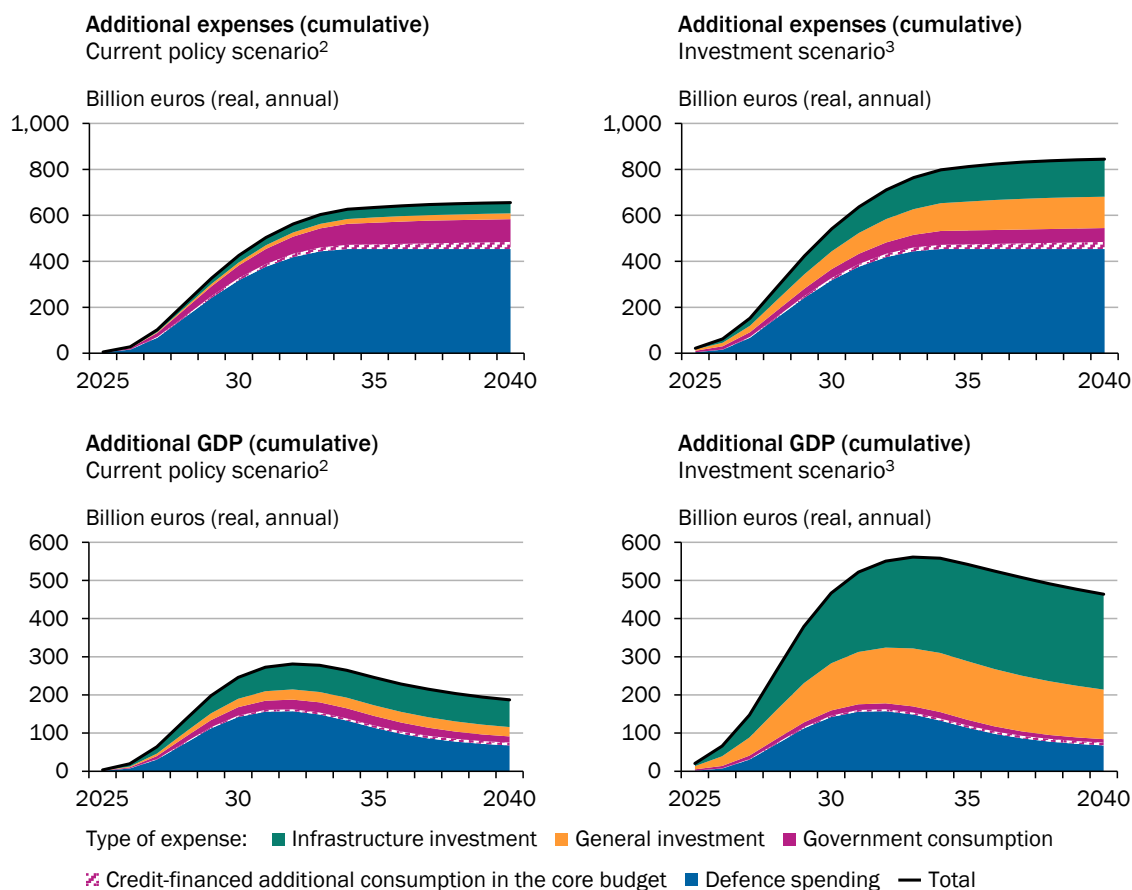 Additional expenses (cumulative)
Current policy scenario²
Billion euros (real, annual)
1,000
800
600
400
200
0
2025 30 35 2040
Additional expenses (cumulative)
Investment scenario³
Billion euros (real, annual)
1,000
800
600
400
200
0
2025 30 35 2040
Additional GDP (cumulative)
Current policy scenario²
Billion euros (real, annual)
600
500
400
300
200
100
0
2025 30 35 2040
Additional GDP (cumulative)
Investment scenario³
Billion euros (real, annual)
600
500
400
300
200
100
0
2025 30 35 2040
Type of expense: Infrastructure investment General investment Government consumption
Credit-financed additional consumption in the core budget Defence spending Total